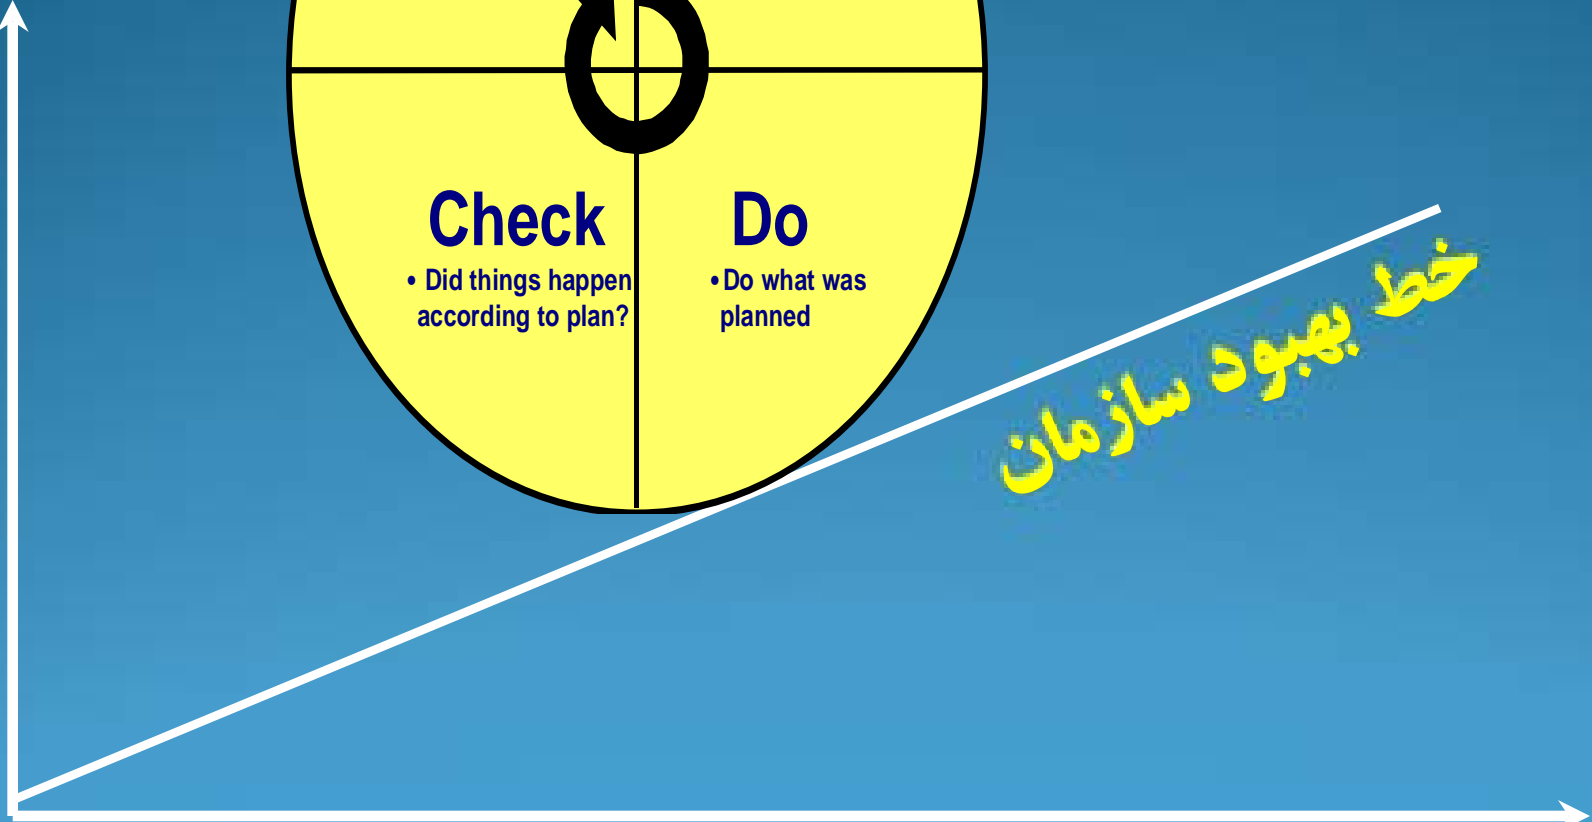 Check
• Did things happen
according to plan?
Do
• Do what was
planned
خط بهبود سازمان